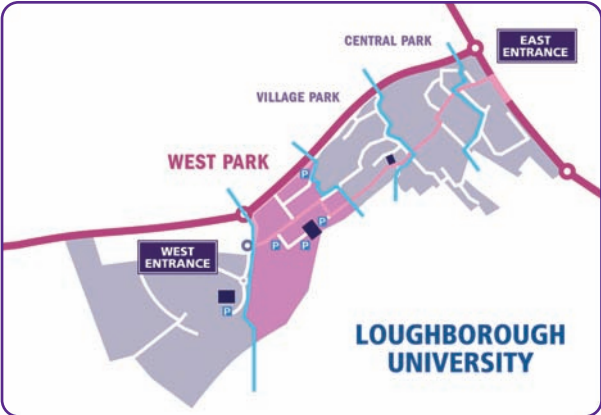 CENTRAL PARK
EAST
ENTRANCE
VILLAGE PARK
WEST PARK
P
P
WEST
ENTRANCE
P
P
P
LOUGHBOROUGH
UNIVERSITY